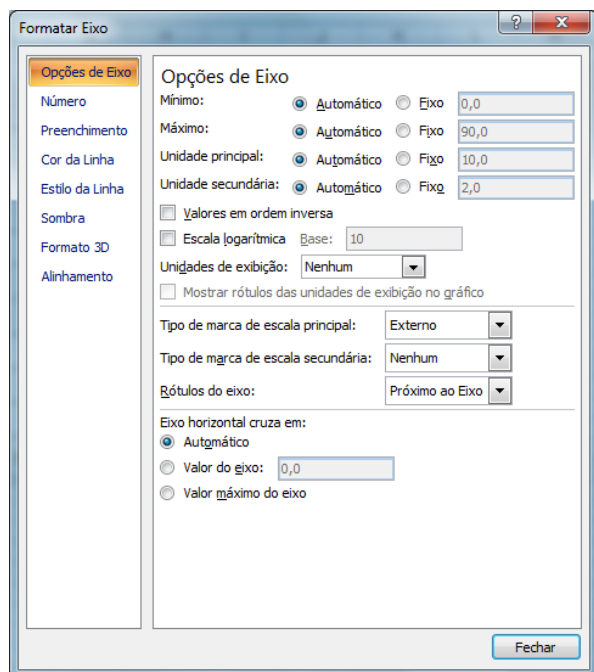 Formatar Eixo
Opções de Eixo
Número
Preenchimento
Cor da Linha
Estilo da Linha
Sombra
Formato 3D
Alinhamento
Opções de Eixo
Mínimo: Automático Fixo 0,0
Máximo: Automático Fixo 90,0
Unidade principal: Automático Fixo 10,0
Unidade secundária: Automático Fixo 2,0
Valores em ordem inversa
Escala logarítmica Base: 10
Unidades de exibição: Nenhum
Mostrar rótulos das unidades de exibição no gráfico
Tipo de marca de escala principal: Externo
Tipo de marca de escala secundária: Nenhum
Rótulos do eixo: Próximo ao Eixo
Eixo horizontal cruza em:
Automático
Valor do eixo: 0,0
Valor máximo do eixo
Fechar